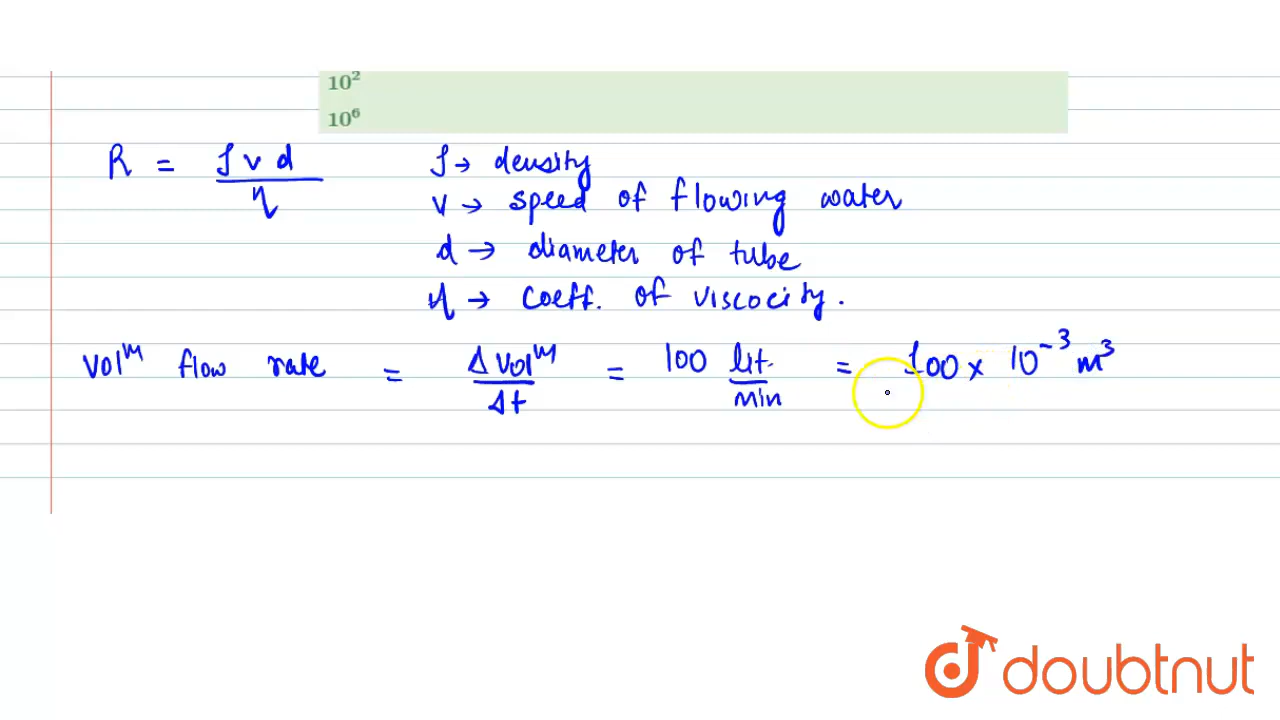 10²
10⁶
R = ρ v d / η
ρ → density
v → speed of flowing water
d → diameter of tube
η → coeff. of viscocity.
Volᵐ flow rate = Δ Volᵐ / Δt = 100 lit / min = 100 × 10⁻³ m³
doubtnut